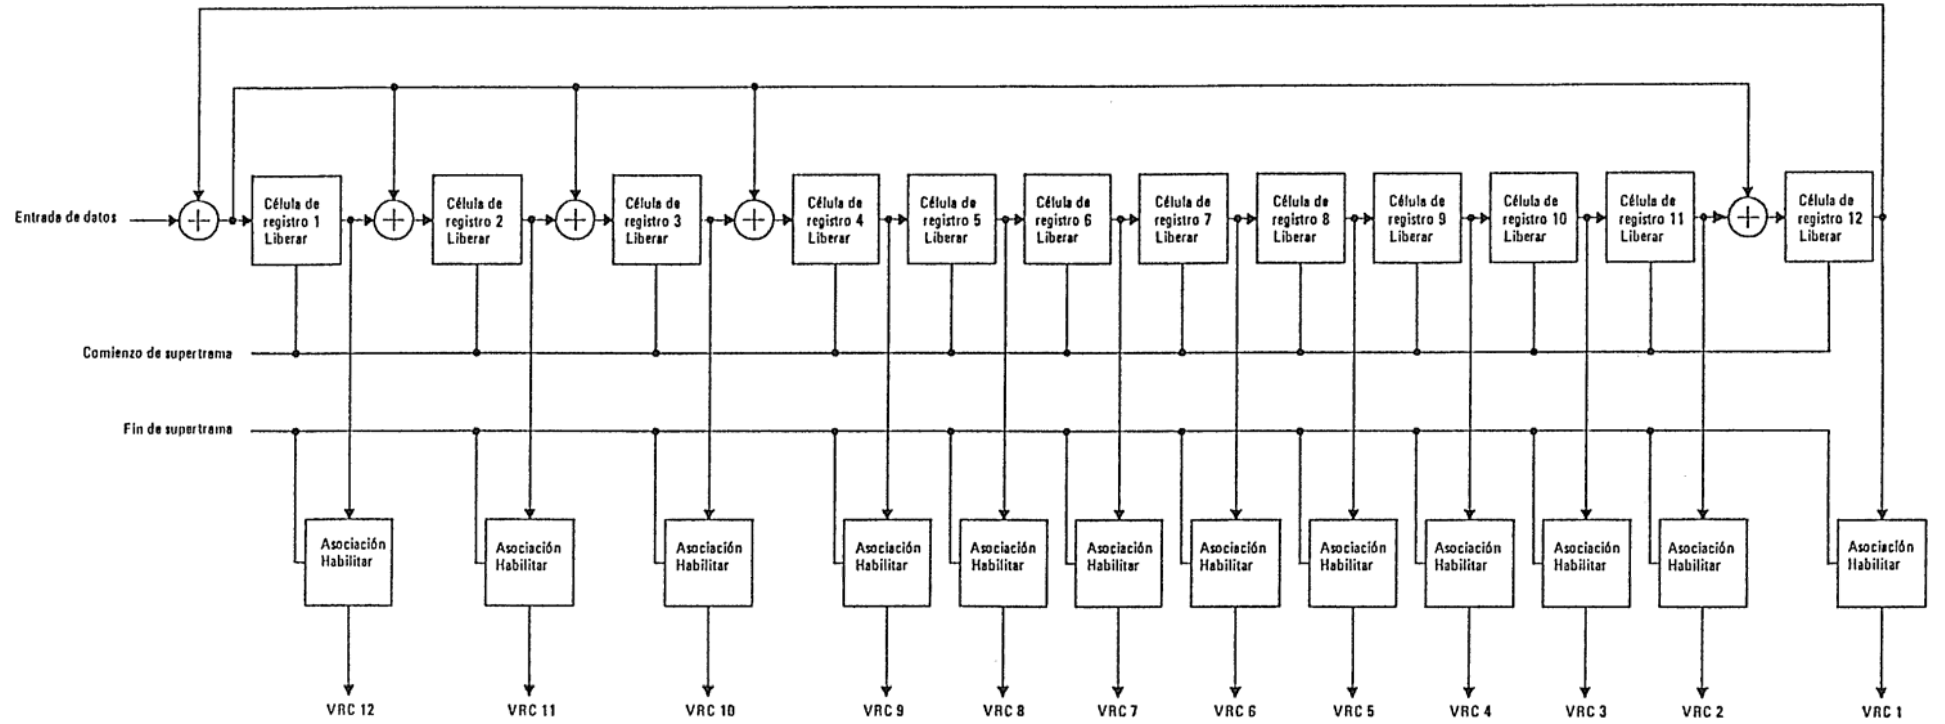 Entrada de datos
Célula de
registro 1
Liberar
Célula de
registro 2
Liberar
Célula de
registro 3
Liberar
Célula de
registro 4
Liberar
Célula de
registro 5
Liberar
Célula de
registro 6
Liberar
Célula de
registro 7
Liberar
Célula de
registro 8
Liberar
Célula de
registro 9
Liberar
Célula de
registro 10
Liberar
Célula de
registro 11
Liberar
Célula de
registro 12
Liberar
Comienzo de supertrama
Fin de supertrama
Asociación
Habilitar
Asociación
Habilitar
Asociación
Habilitar
Asociación
Habilitar
Asociación
Habilitar
Asociación
Habilitar
Asociación
Habilitar
Asociación
Habilitar
Asociación
Habilitar
Asociación
Habilitar
Asociación
Habilitar
Asociación
Habilitar
VRC 12
VRC 11
VRC 10
VRC 9
VRC 8
VRC 7
VRC 6
VRC 5
VRC 4
VRC 3
VRC 2
VRC 1